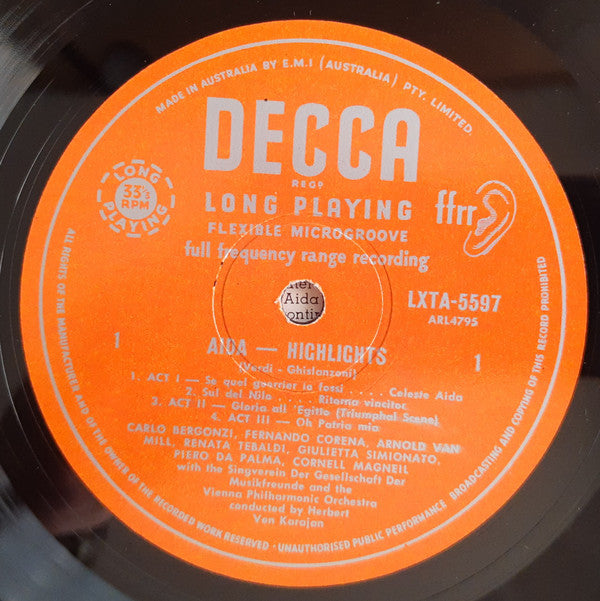 MADE IN AUSTRALIA BY E.M.I (AUSTRALIA) PTY. LIMITED.
DECCA
REGD
LONG PLAYING
FLEXIBLE MICROGROOVE
full frequency range recording
LONG
33⅓
RPM
PLAYING
ffrr
LXTA-5597
ARL4795
Aida
1
1
AIDA — HIGHLIGHTS
(Verdi - Ghislanzoni)
1. ACT I — Se quel guerrier io fossi . . . . Celeste Aida
2. Sul del Nilo . . . . Ritorna vincitor
3. ACT II — Gloria all 'Egitto (Triumphal Scene)
4. ACT III — Oh Patria mia
CARLO BERGONZI, FERNANDO CORENA, ARNOLD VAN
MILL, RENATA TEBALDI, GIULIETTA SIMIONATO,
PIERO DA PALMA, CORNELL MAGNEIL
with the Singverein Der Gesellschaft Der
Musikfreunde and the
Vienna Philharmonic Orchestra
conducted by Herbert
Von Karajan
ALL RIGHTS OF THE MANUFACTURER AND OF THE OWNER OF THE RECORDED WORK RESERVED - UNAUTHORISED PUBLIC PERFORMANCE BROADCASTING AND COPYING OF THIS RECORD PROHIBITED